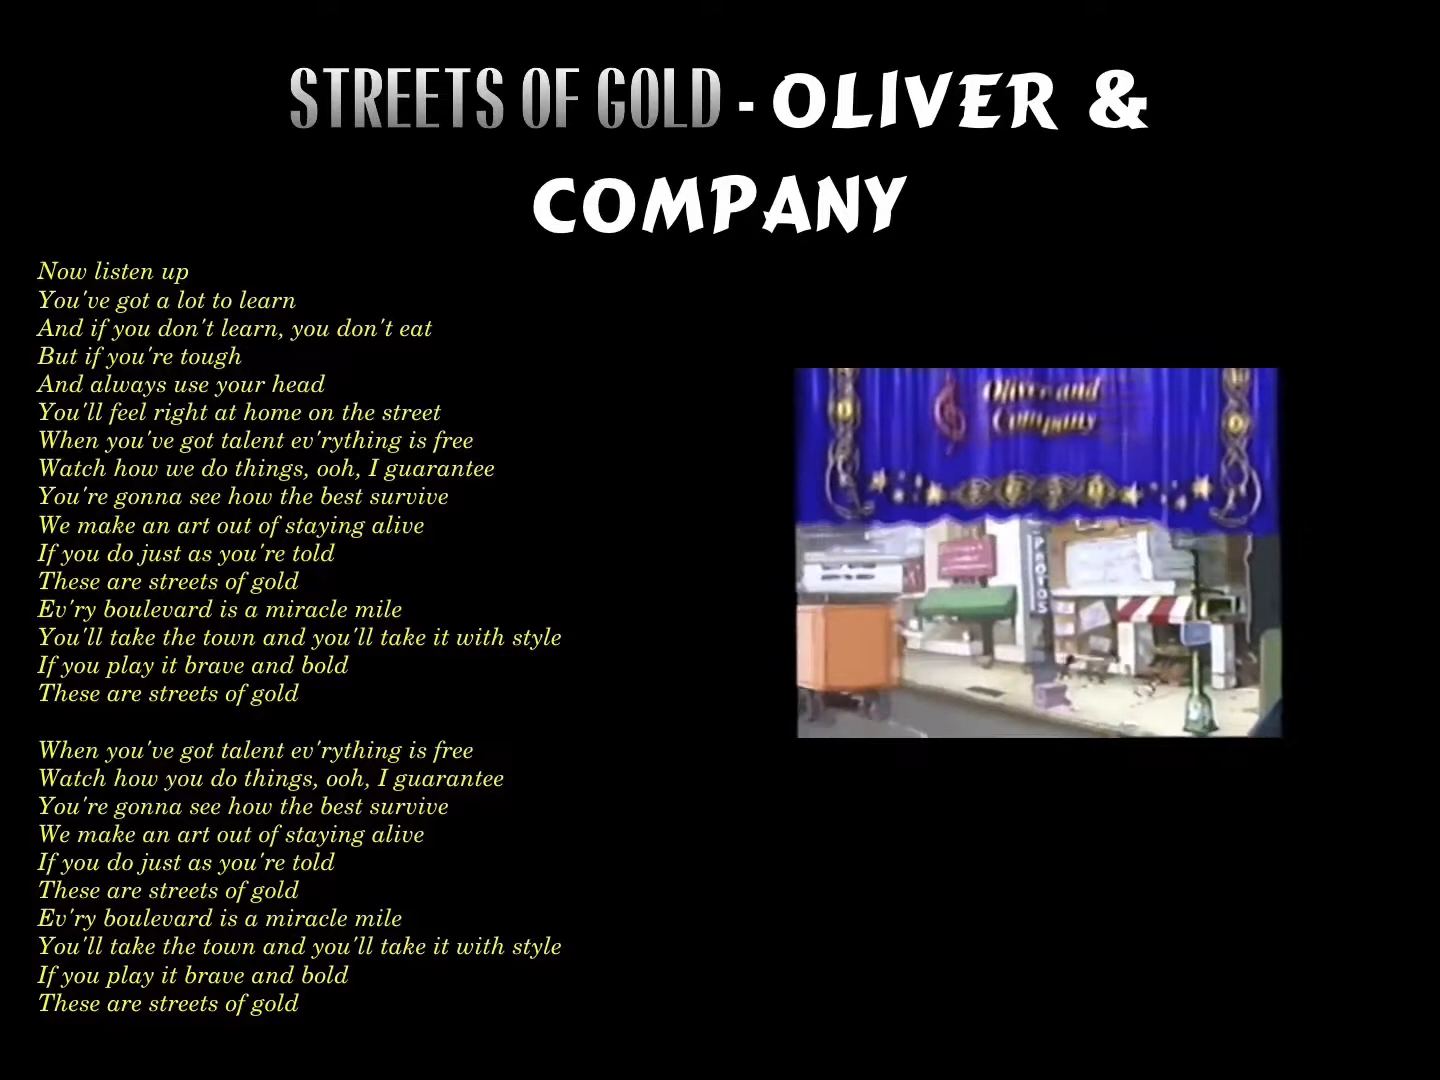 STREETS OF GOLD - OLIVER &
COMPANY
Now listen up
You've got a lot to learn
And if you don't learn, you don't eat
But if you're tough
And always use your head
You'll feel right at home on the street
When you've got talent ev'rything is free
Watch how we do things, ooh, I guarantee
You're gonna see how the best survive
We make an art out of staying alive
If you do just as you're told
These are streets of gold
Ev'ry boulevard is a miracle mile
You'll take the town and you'll take it with style
If you play it brave and bold
These are streets of gold
When you've got talent ev'rything is free
Watch how you do things, ooh, I guarantee
You're gonna see how the best survive
We make an art out of staying alive
If you do just as you're told
These are streets of gold
Ev'ry boulevard is a miracle mile
You'll take the town and you'll take it with style
If you play it brave and bold
These are streets of gold
Oliver and
Company
PHOTOS